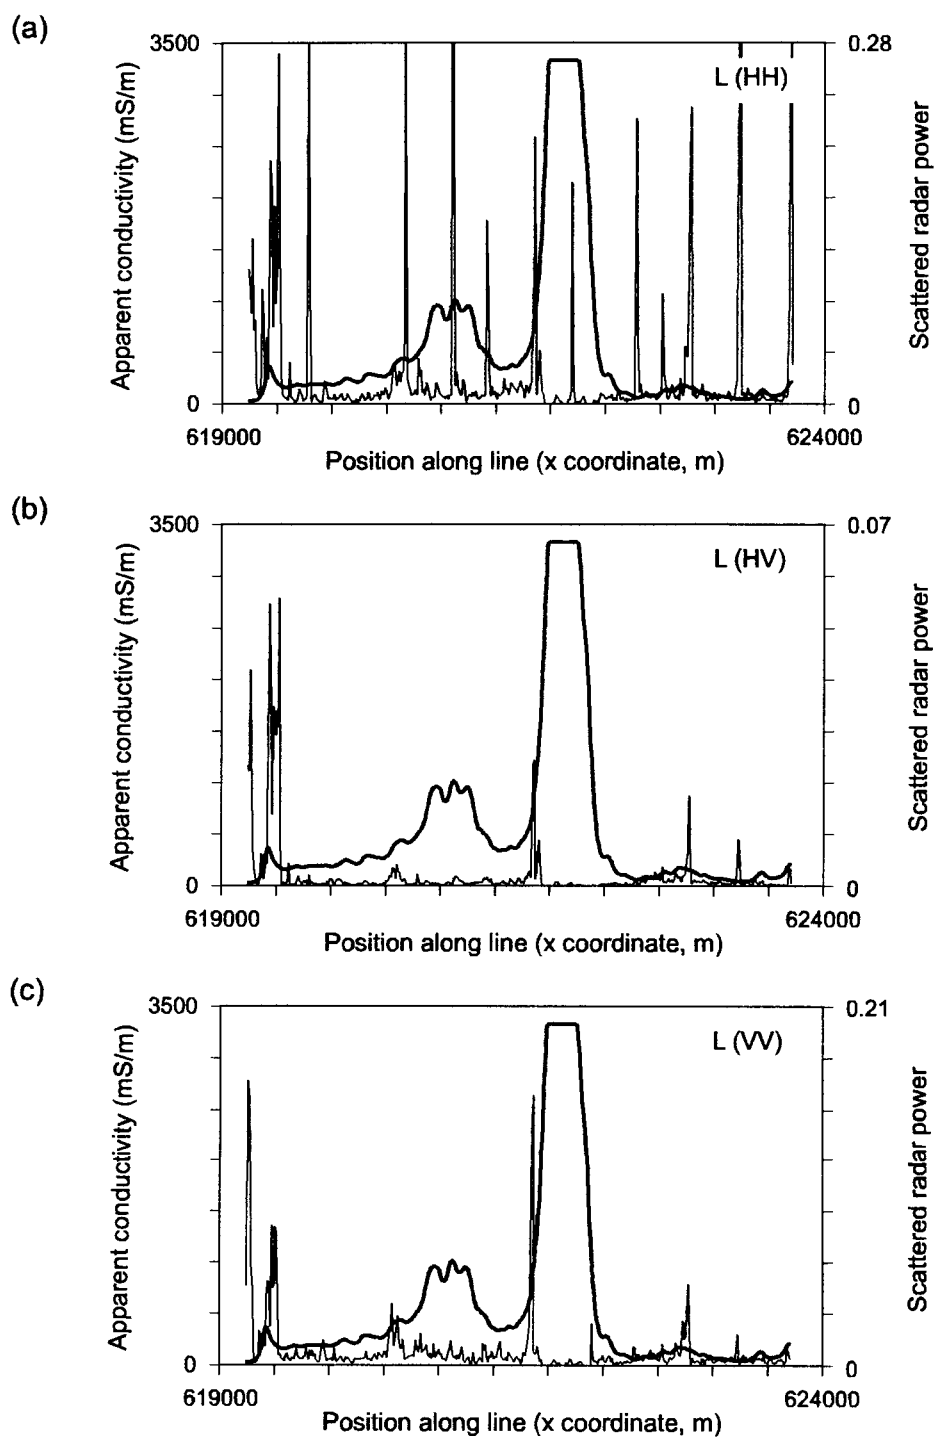 (a)
3500
0.28
L (HH)
Apparent conductivity (mS/m)
Scattered radar power
0
0
619000
624000
Position along line (x coordinate, m)
(b)
3500
0.07
L (HV)
Apparent conductivity (mS/m)
Scattered radar power
0
0
619000
624000
Position along line (x coordinate, m)
(c)
3500
0.21
L (VV)
Apparent conductivity (mS/m)
Scattered radar power
0
0
619000
624000
Position along line (x coordinate, m)